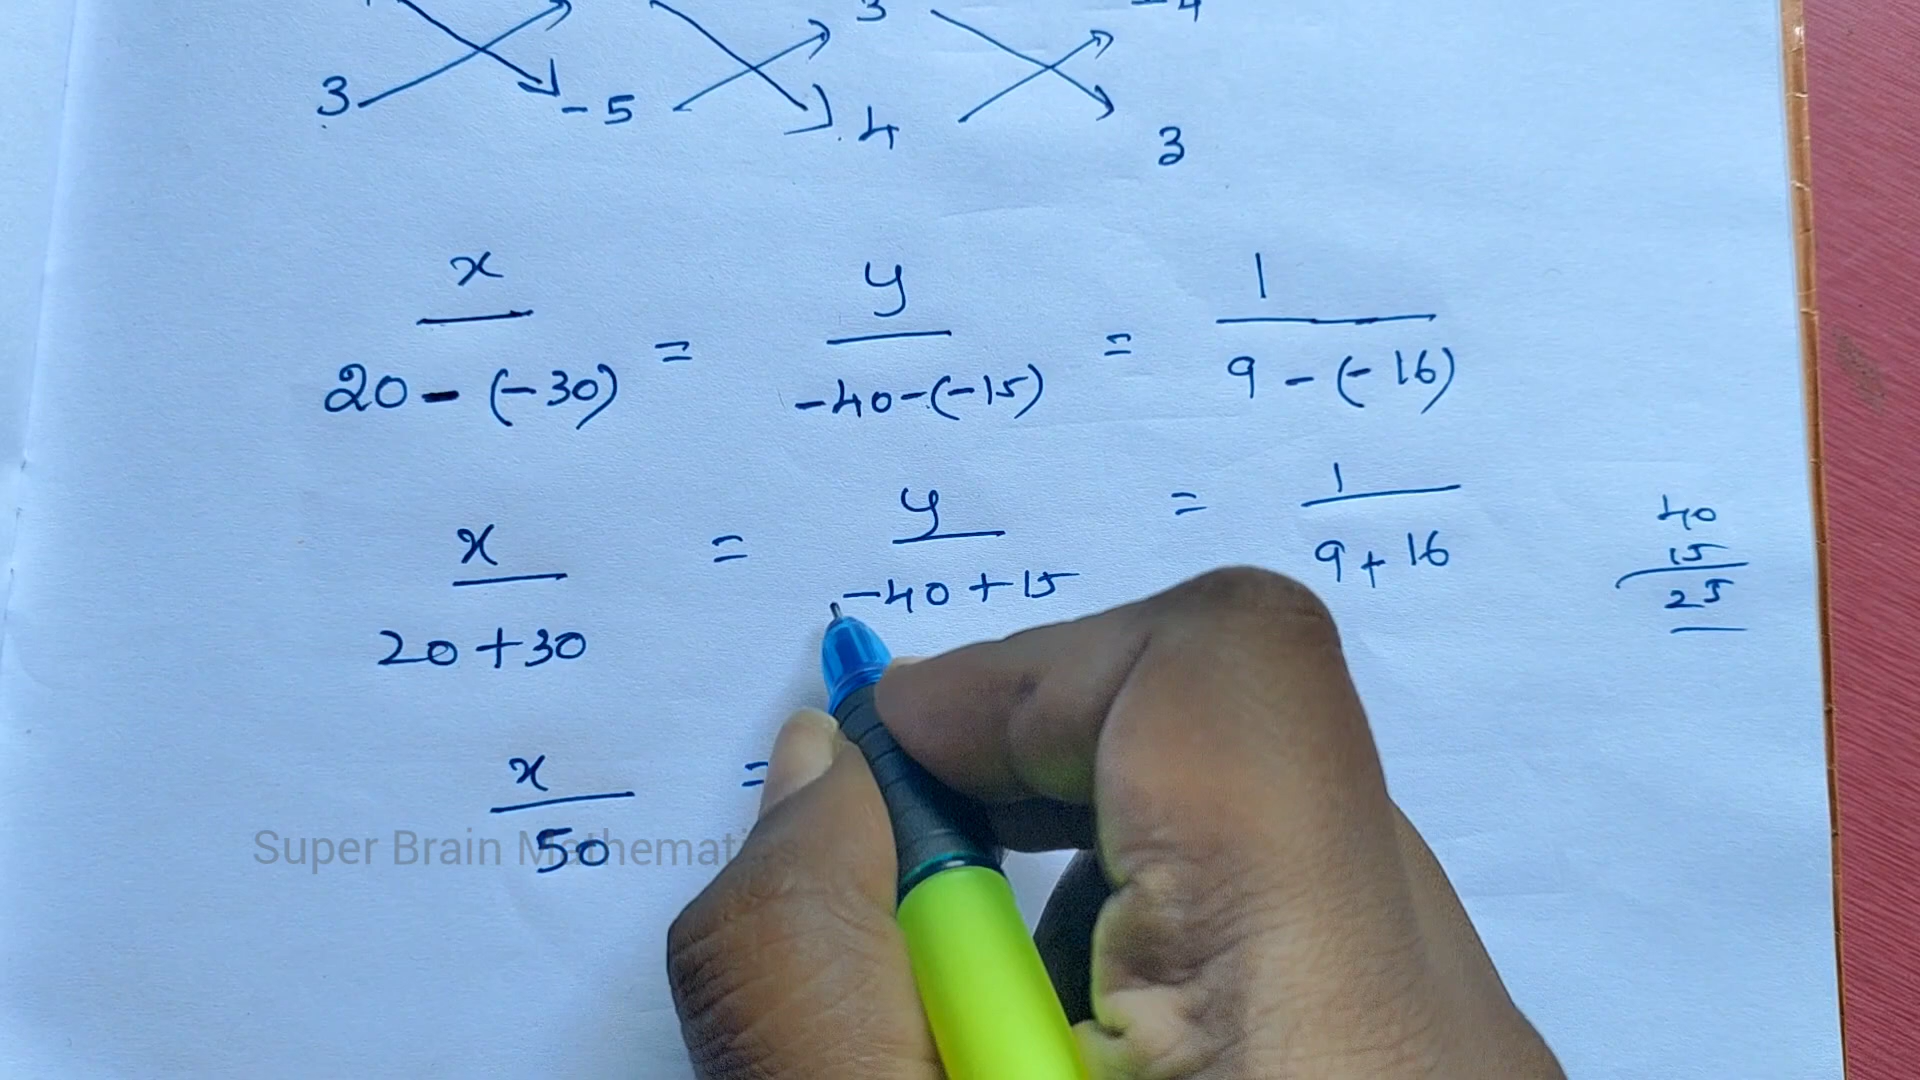 3 -4
3 -5 4 3
x y 1
20 - (-30) = -40-(-15) = 9 - (-16)
x = y = 1
20 + 30 -40 + 15 9 + 16
40
15
25
x =
50
Super Brain Mathematics